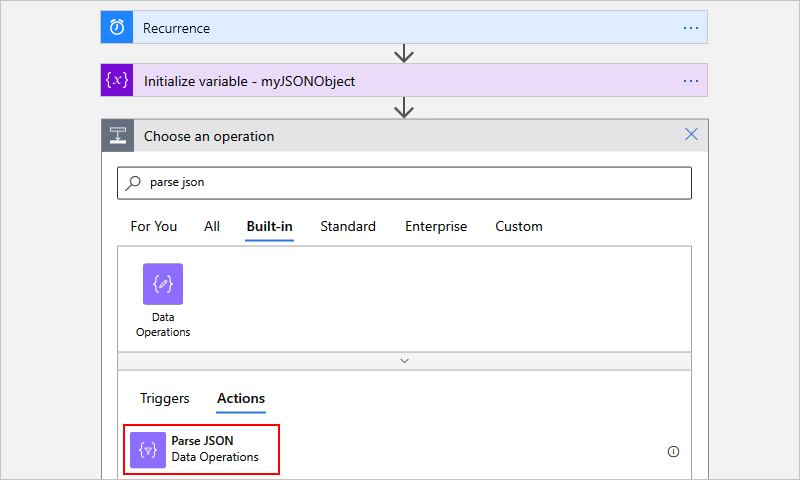 Recurrence
{x} Initialize variable - myJSONObject
Choose an operation
parse json
For You All Built-in Standard Enterprise Custom
Data
Operations
Triggers Actions
Parse JSON
Data Operations